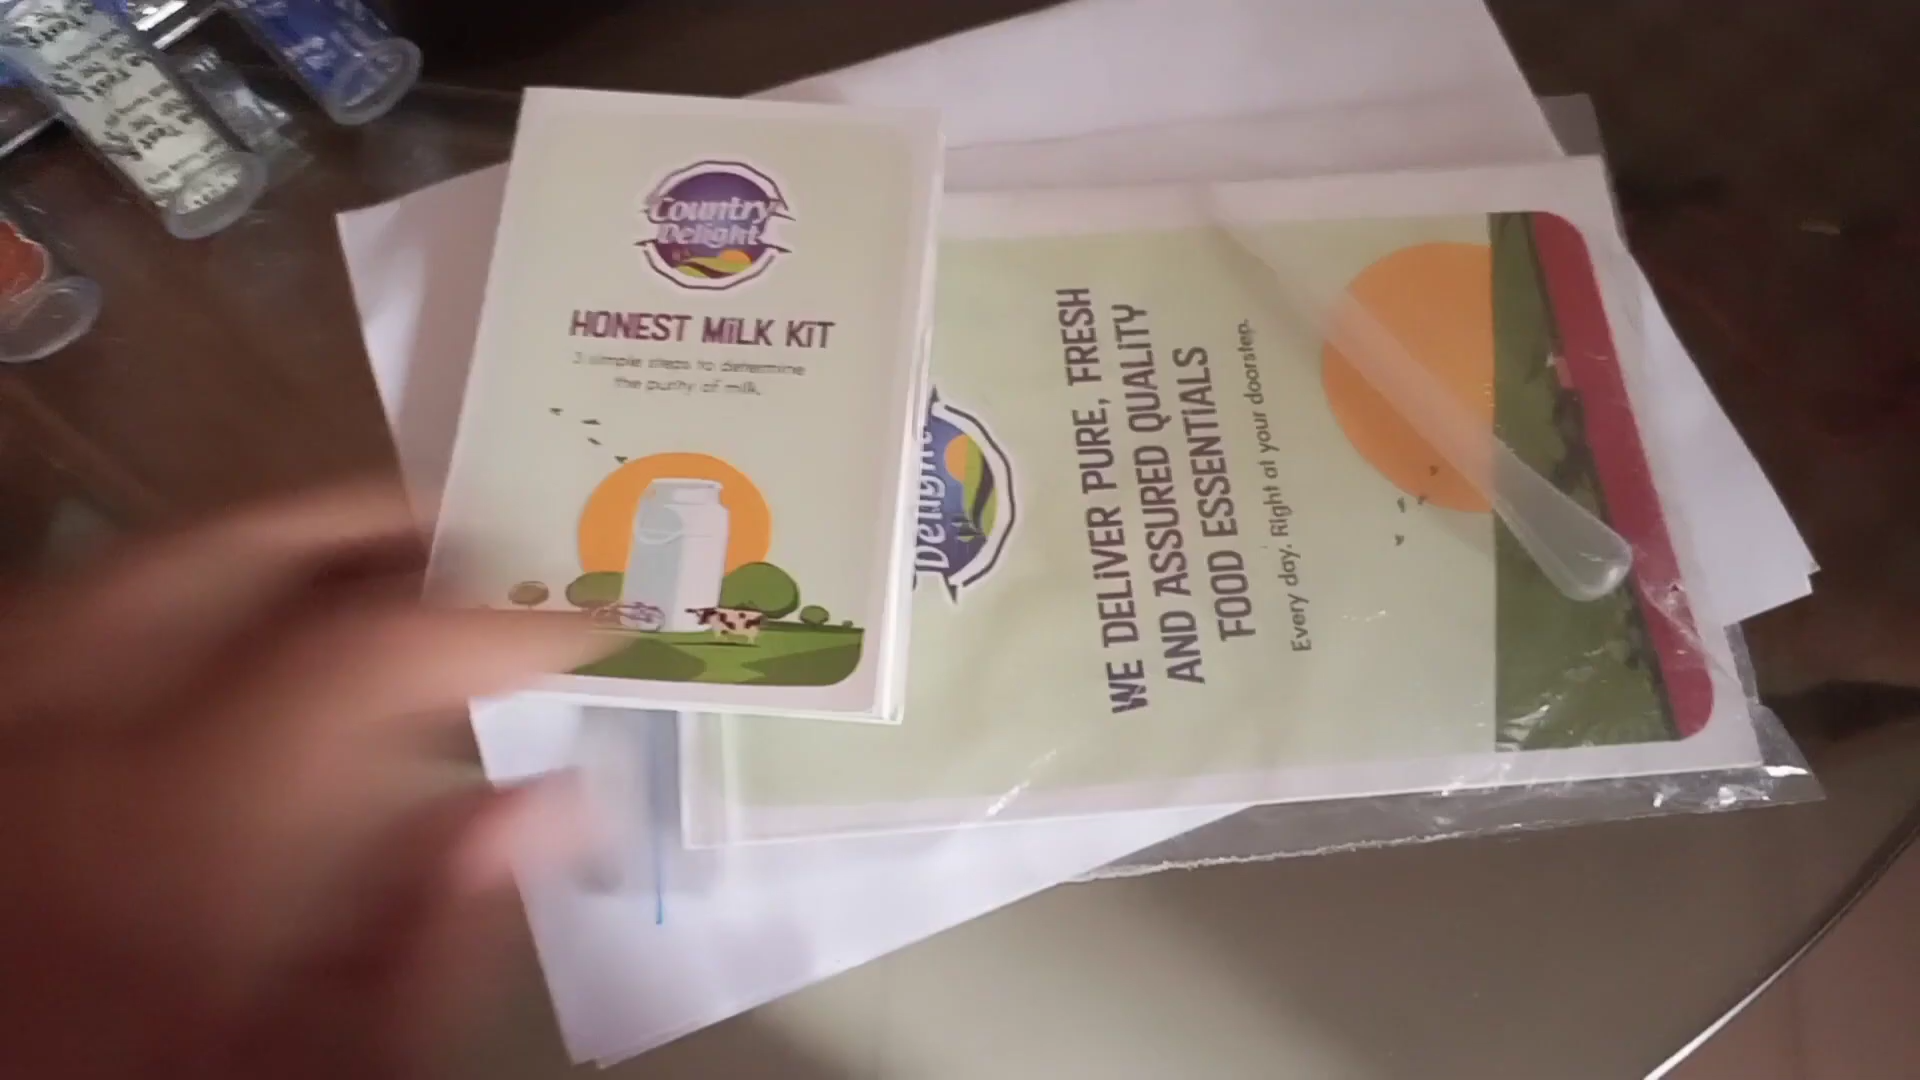 Country
Delight
HONEST MiLK KiT
3 simple steps to determine
the purity of milk.
Delight
WE DELiVER PURE, FRESH
AND ASSURED QUALITY
FOOD ESSENTiALS
Every day. Right at your doorstep.